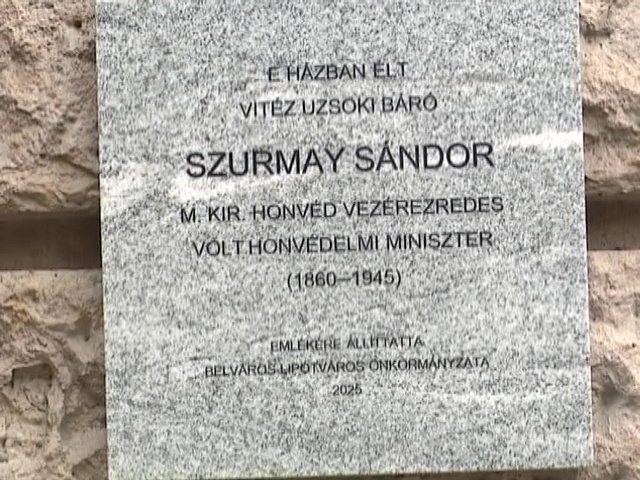 E HÁZBAN ÉLT
VITÉZ UZSOKI BÁRÓ
SZURMAY SÁNDOR
M. KIR. HONVÉD VEZÉREZREDES
VOLT HONVÉDELMI MINISZTER
(1860–1945)
EMLÉKÉRE ÁLLÍTTATTA
BELVÁROS-LIPÓTVÁROS ÖNKORMÁNYZATA
2025